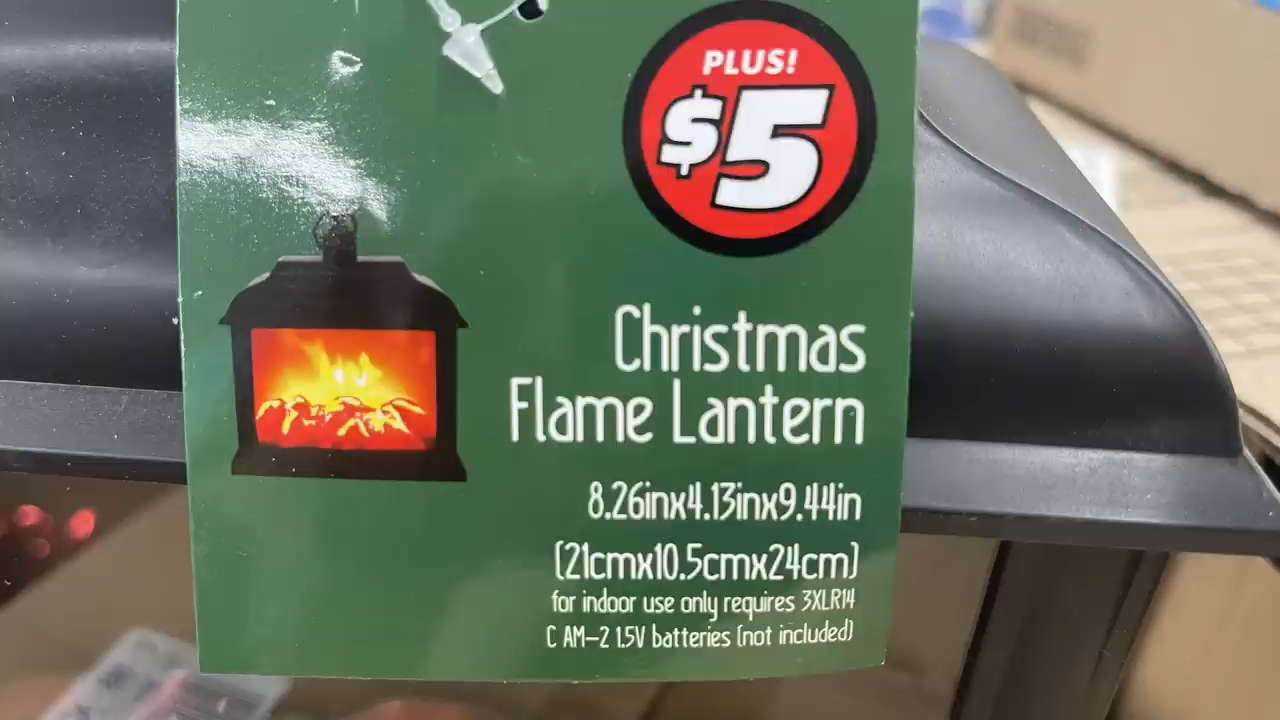 PLUS!
$5
Christmas
Flame Lantern
8.26inx4.13inx9.44in
(21cmx10.5cmx24cm)
for indoor use only requires 3XLR14
C AM-2 1.5V batteries (not included)